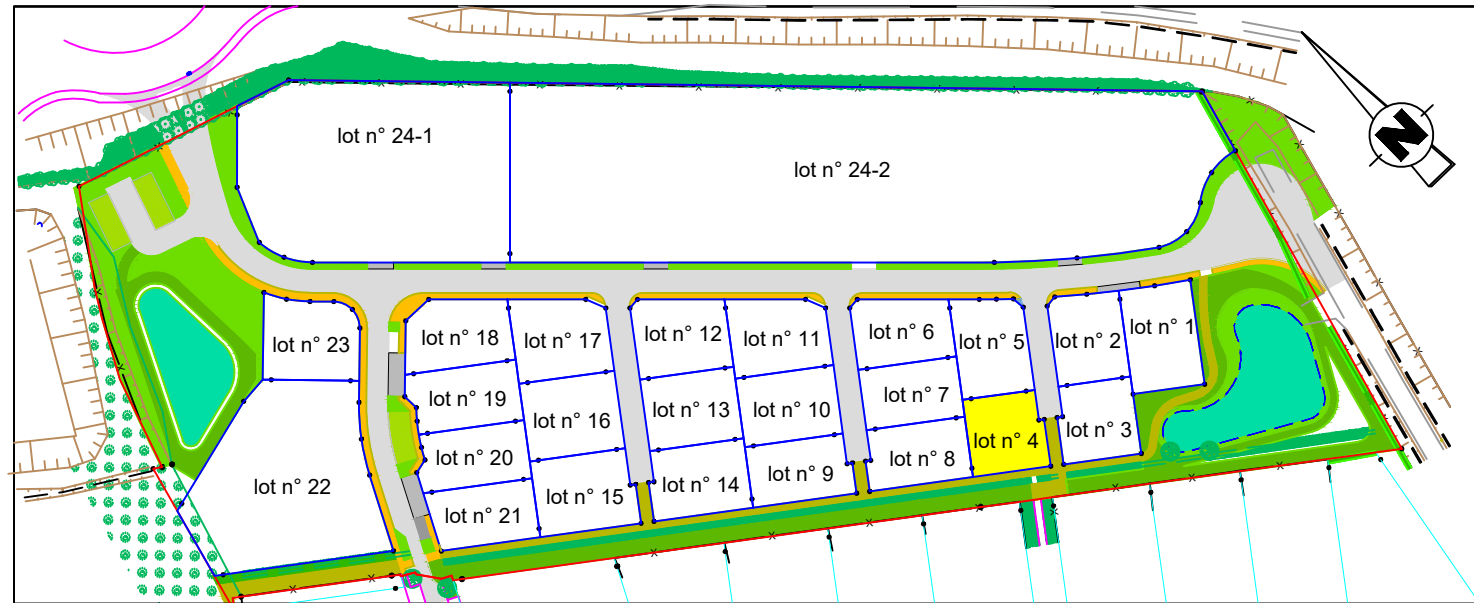 lot n° 24-1
lot n° 24-2
N
lot n° 23
lot n° 18
lot n° 17
lot n° 12
lot n° 11
lot n° 6
lot n° 5
lot n° 2
lot n° 1
lot n° 19
lot n° 16
lot n° 13
lot n° 10
lot n° 7
lot n° 4
lot n° 3
lot n° 22
lot n° 20
lot n° 21
lot n° 15
lot n° 14
lot n° 9
lot n° 8